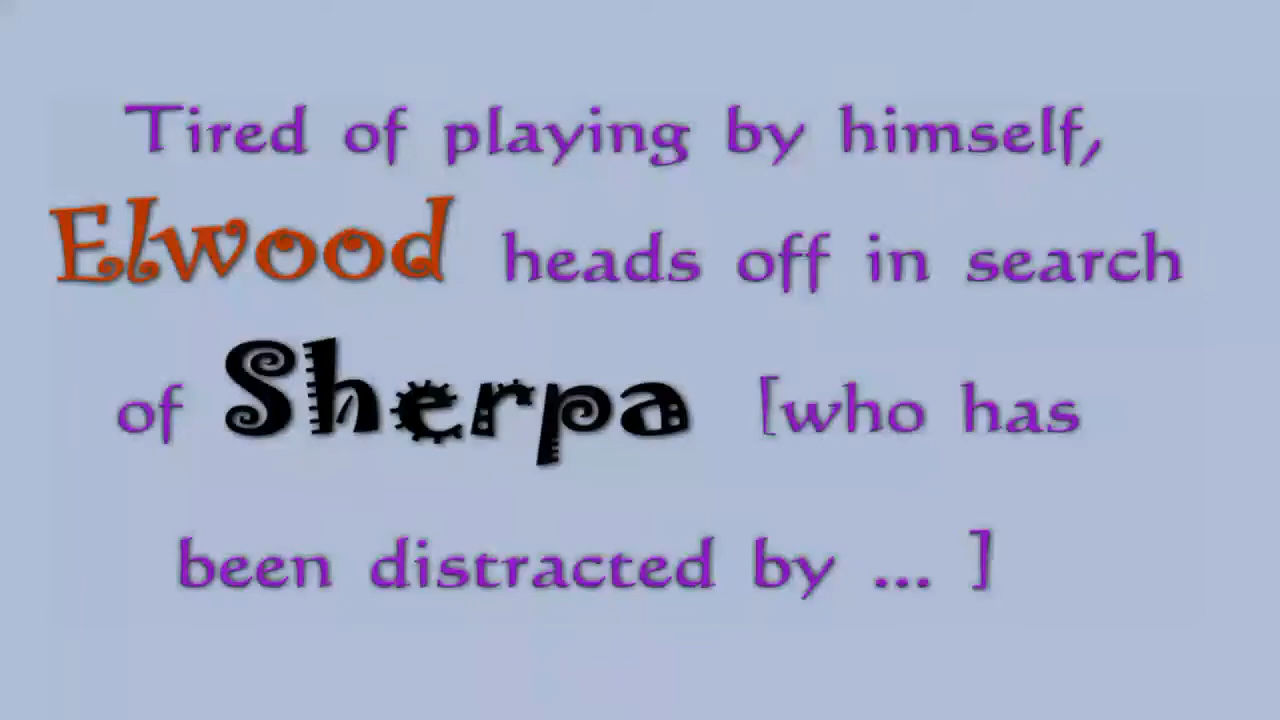 Tired of playing by himself,
Elwood heads off in search
of Sherpa [who has
been distracted by ... ]